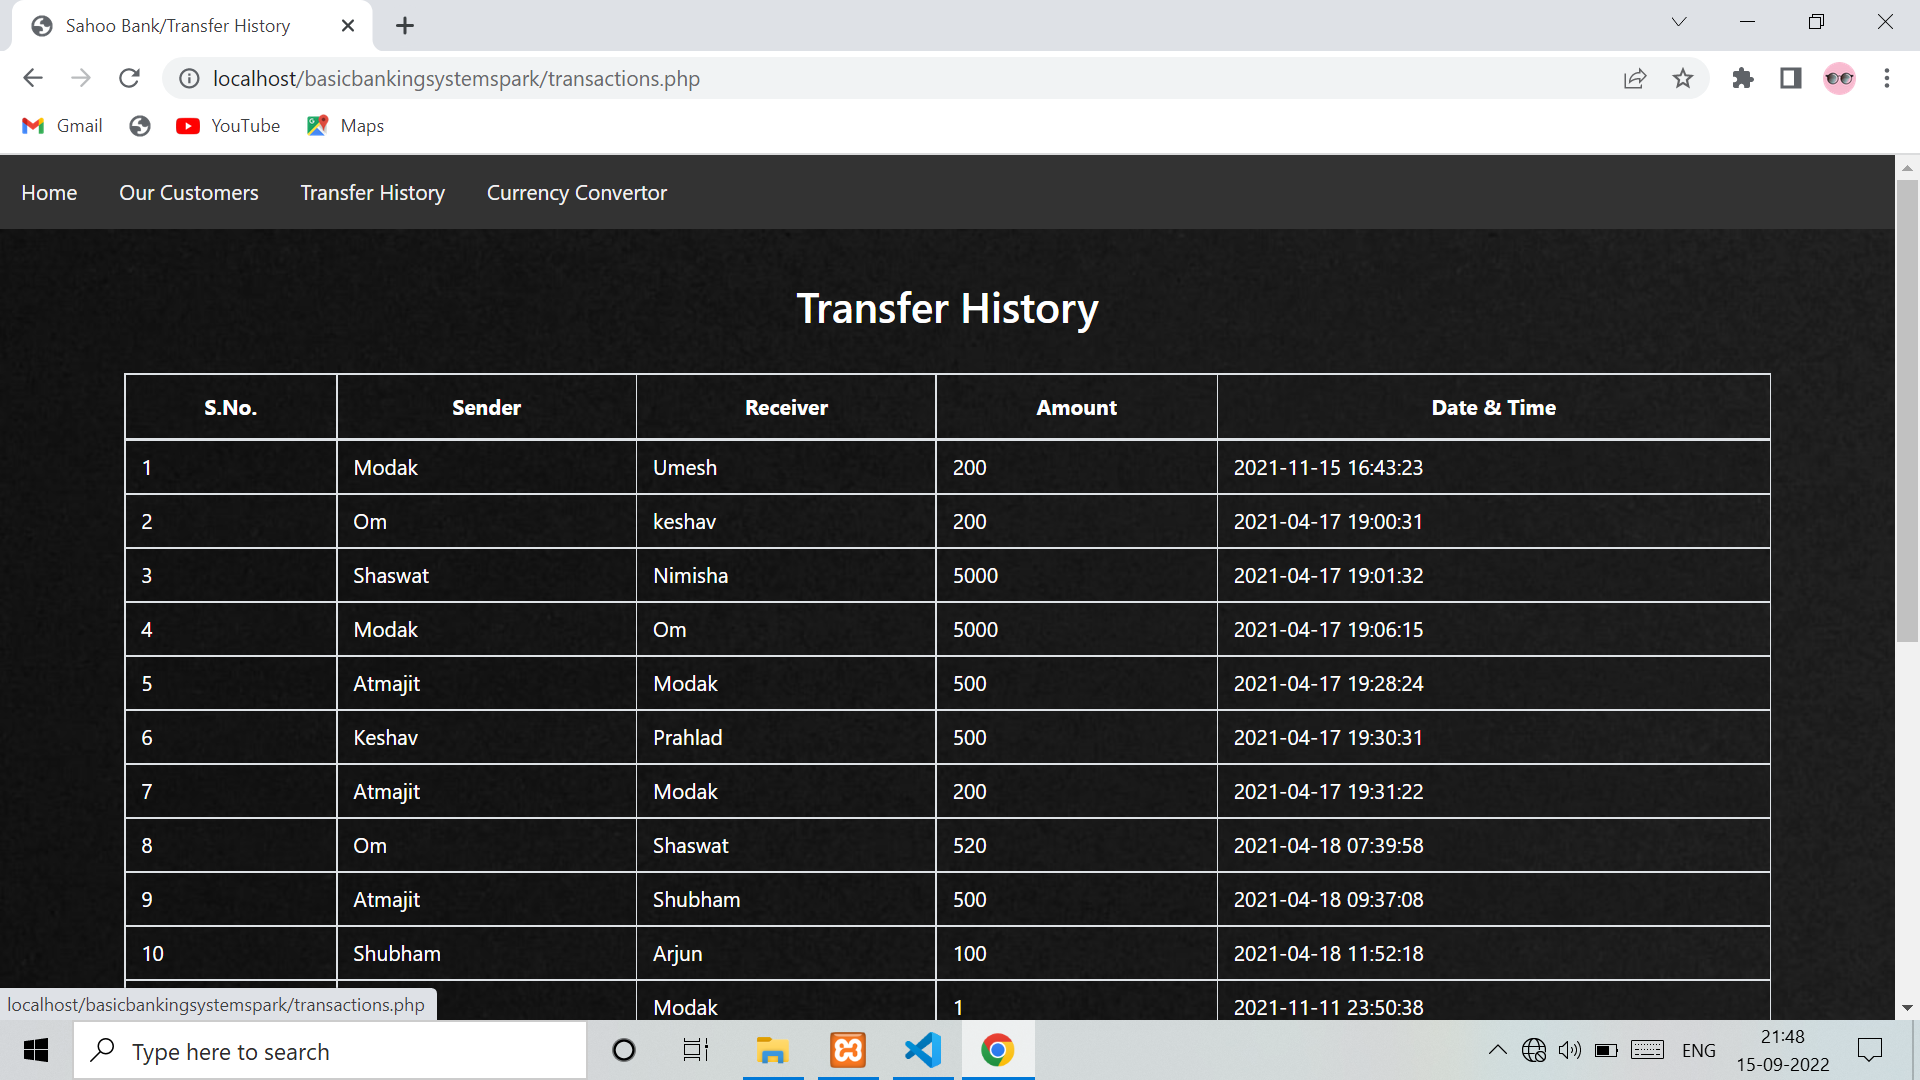 Sahoo Bank/Transfer History
localhost/basicbankingsystemspark/transactions.php
Gmail YouTube Maps
Home Our Customers Transfer History Currency Convertor
Transfer History
S.No. Sender Receiver Amount Date & Time
1 Modak Umesh 200 2021-11-15 16:43:23
2 Om keshav 200 2021-04-17 19:00:31
3 Shaswat Nimisha 5000 2021-04-17 19:01:32
4 Modak Om 5000 2021-04-17 19:06:15
5 Atmajit Modak 500 2021-04-17 19:28:24
6 Keshav Prahlad 500 2021-04-17 19:30:31
7 Atmajit Modak 200 2021-04-17 19:31:22
8 Om Shaswat 520 2021-04-18 07:39:58
9 Atmajit Shubham 500 2021-04-18 09:37:08
10 Shubham Arjun 100 2021-04-18 11:52:18
Modak 1 2021-11-11 23:50:38
localhost/basicbankingsystemspark/transactions.php
Type here to search
ENG
21:48
15-09-2022